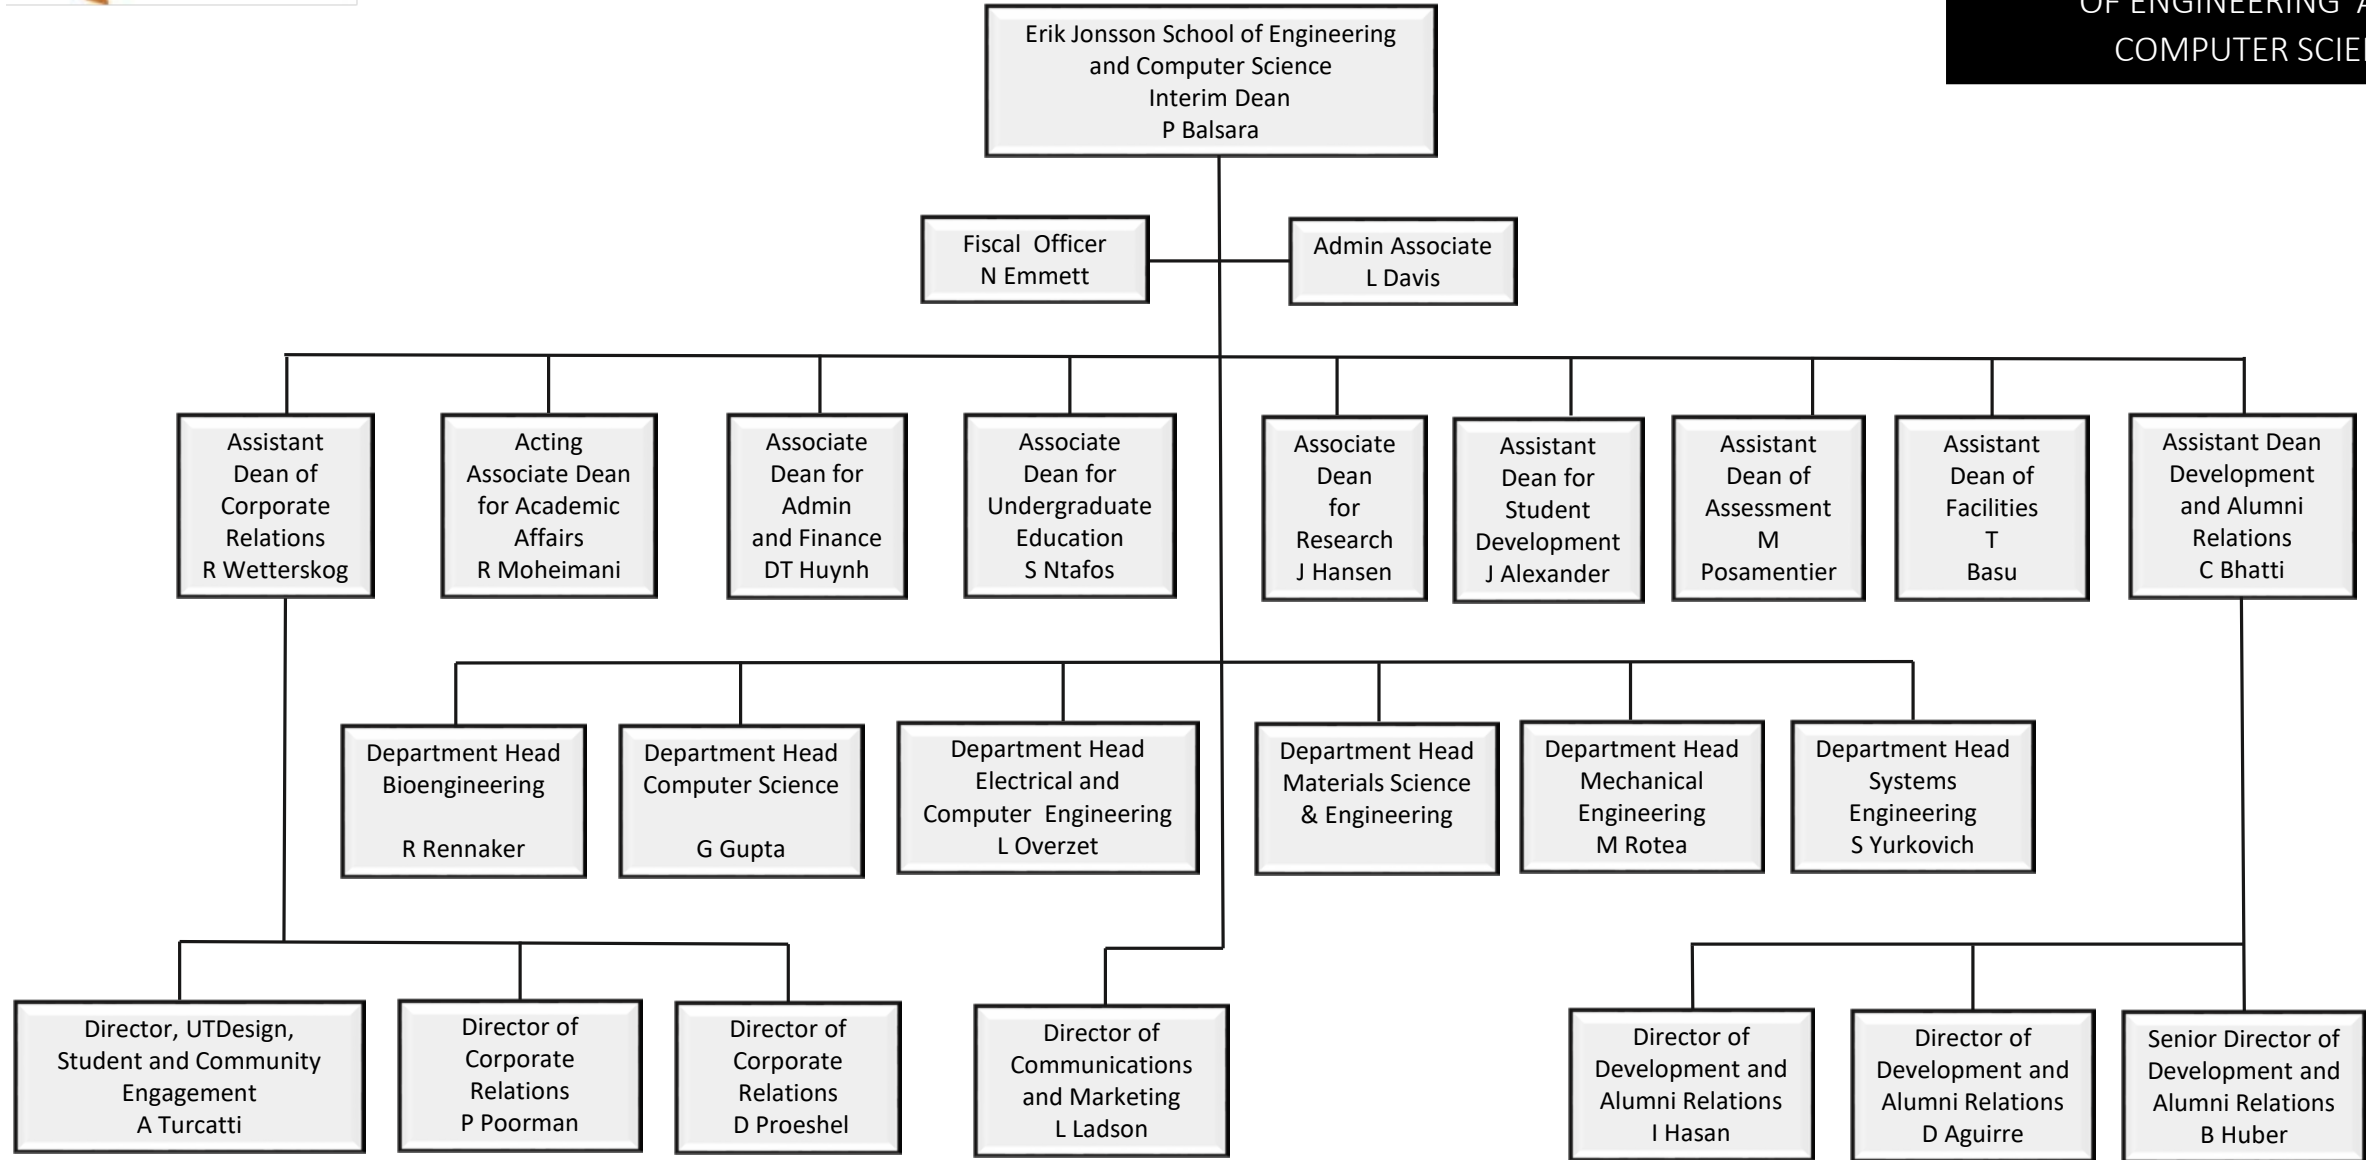 OF ENGINEERING
COMPUTER
Erik Jonsson School of Engineering
and Computer Science
Interim Dean
P Balsara
Fiscal Officer
N Emmett
Admin Associate
L Davis
Assistant
Dean of
Corporate
Relations
R Wetterskog
Acting
Associate Dean
for Academic
Affairs
R Moheimani
Associate
Dean for
Admin
and Finance
DT Huynh
Associate
Dean for
Undergraduate
Education
S Ntafos
Associate
Dean
for
Research
J Hansen
Assistant
Dean for
Student
Development
J Alexander
Assistant
Dean of
Assessment
M
Posamentier
Assistant
Dean of
Facilities
T
Basu
Assistant Dean
Development
and Alumni
Relations
C Bhatti
Department Head
Bioengineering
R Rennaker
Department Head
Computer Science
G Gupta
Department Head
Electrical and
Computer Engineering
L Overzet
Department Head
Materials Science
& Engineering
Department Head
Mechanical
Engineering
M Rotea
Department Head
Systems
Engineering
S Yurkovich
Director, UTDesign,
Student and Community
Engagement
A Turcatti
Director of
Corporate
Relations
P Poorman
Director of
Corporate
Relations
D Proeshel
Director of
Communications
and Marketing
L Ladson
Director of
Development and
Alumni Relations
I Hasan
Director of
Development and
Alumni Relations
D Aguirre
Senior Director of
Development and
Alumni Relations
B Huber